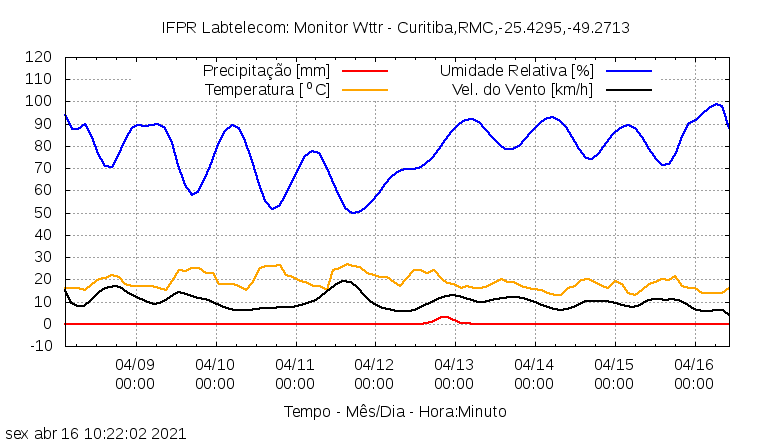 IFPR Labtelecom: Monitor Wttr - Curitiba,RMC,-25.4295,-49.2713
Precipitação [mm]
Umidade Relativa [%]
Temperatura [⁰C]
Vel. do Vento [km/h]
120
110
100
90
80
70
60
50
40
30
20
10
0
-10
04/09 04/10 04/11 04/12 04/13 04/14 04/15 04/16
00:00 00:00 00:00 00:00 00:00 00:00 00:00 00:00
Tempo - Mês/Dia - Hora:Minuto
sex abr 16 10:22:02 2021